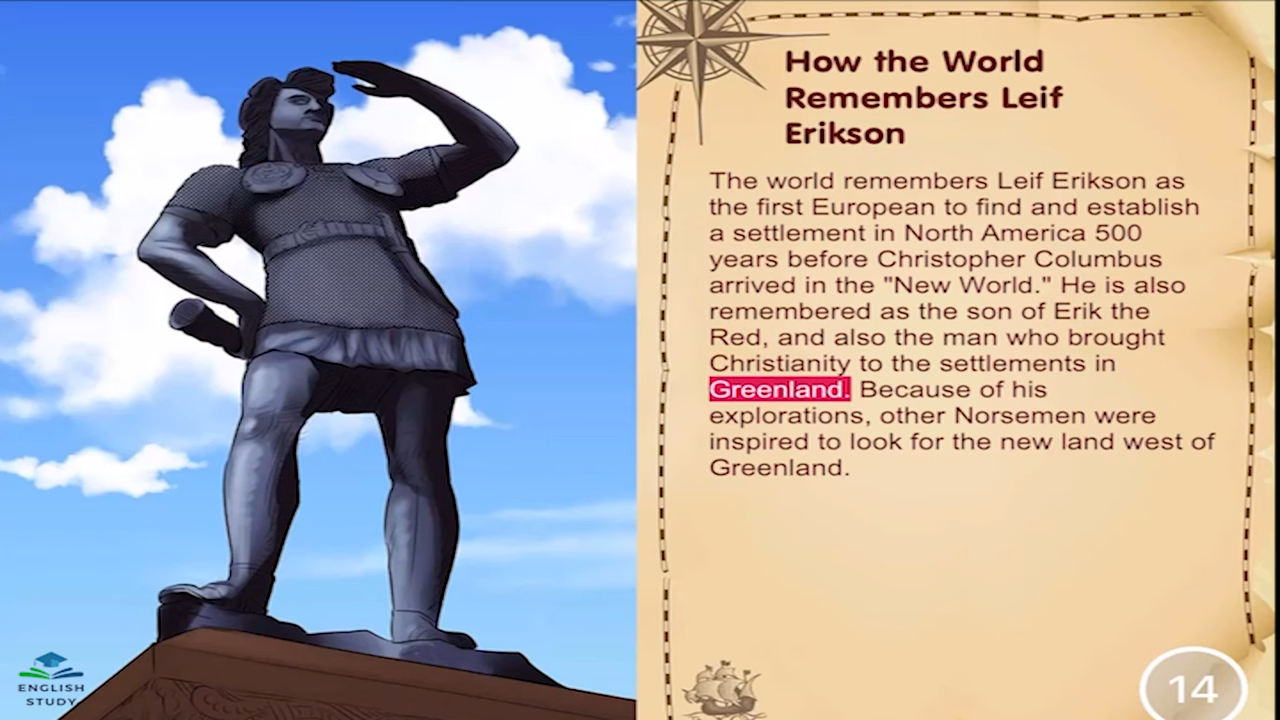 How the World
Remembers Leif
Erikson
The world remembers Leif Erikson as
the first European to find and establish
a settlement in North America 500
years before Christopher Columbus
arrived in the "New World." He is also
remembered as the son of Erik the
Red, and also the man who brought
Christianity to the settlements in
Greenland. Because of his
explorations, other Norsemen were
inspired to look for the new land west of
Greenland.
ENGLISH
STUDY
14